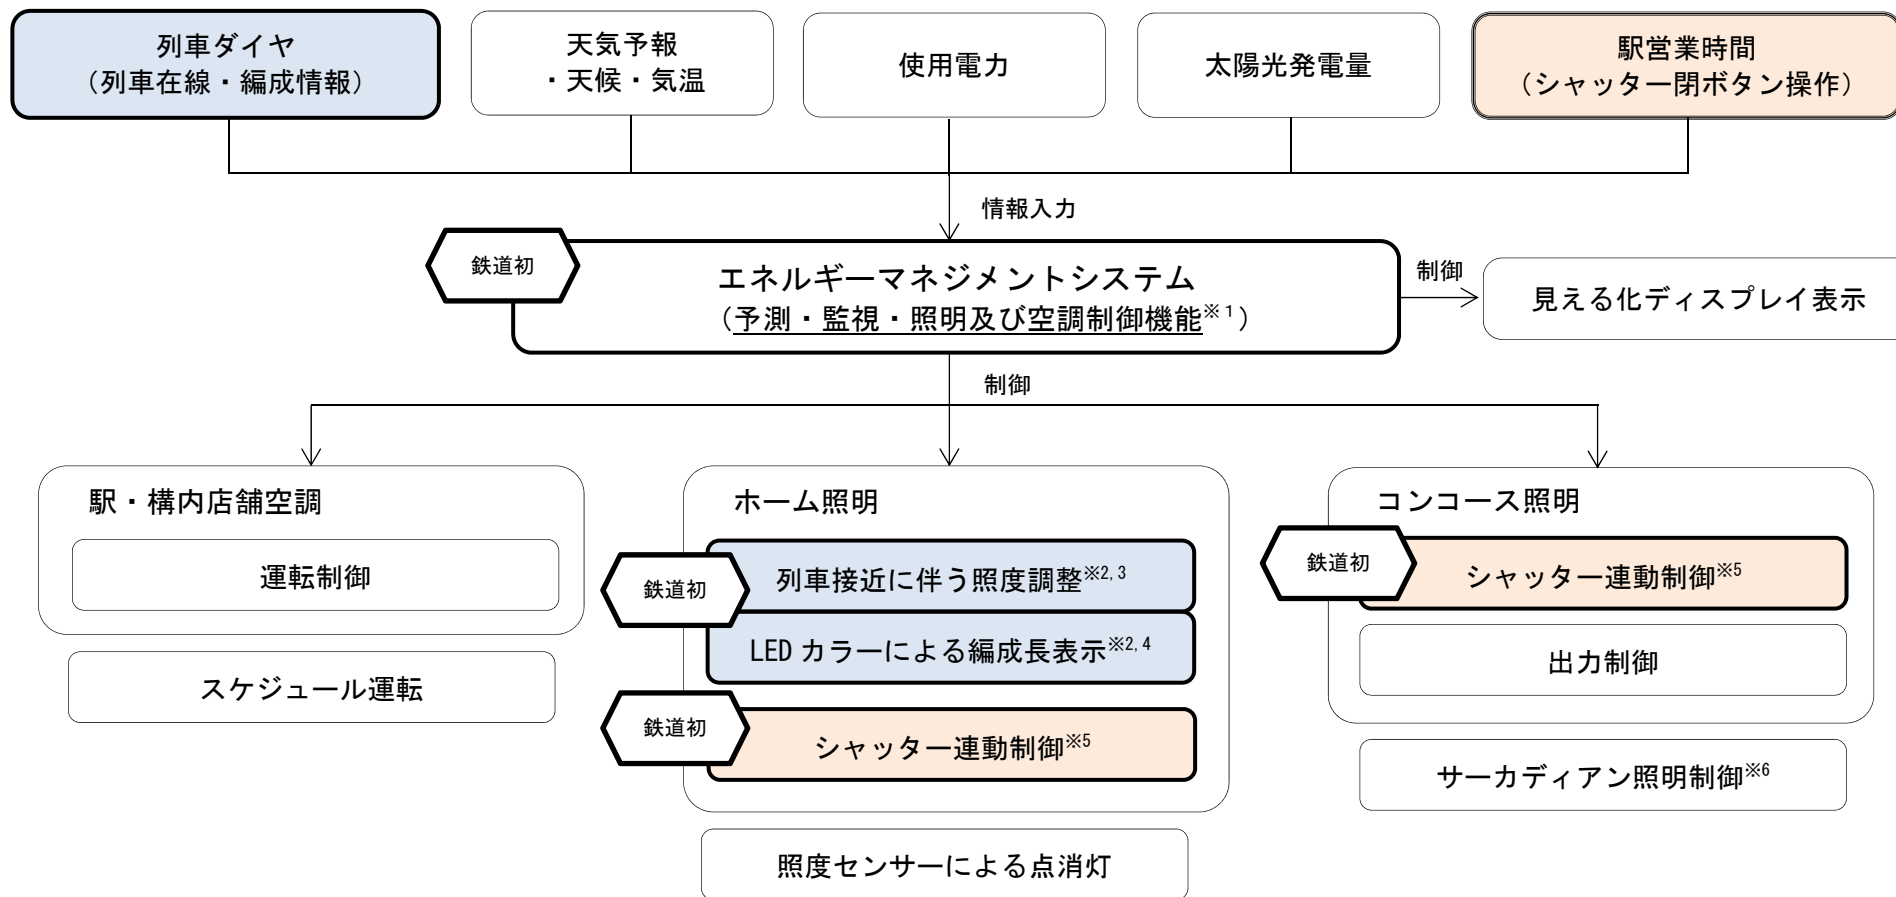 列車ダイヤ
（列車在線・編成情報）
天気予報
・天候・気温
使用電力
太陽光発電量
駅営業時間
（シャッター閉ボタン操作）
情報入力
鉄道初
エネルギーマネジメントシステム
（予測・監視・照明及び空調制御機能※1）
制御
見える化ディスプレイ表示
制御
駅・構内店舗空調
運転制御
スケジュール運転
ホーム照明
鉄道初
列車接近に伴う照度調整※2,3
LED カラーによる編成長表示※2,4
鉄道初
シャッター連動制御※5
照度センサーによる点消灯
コンコース照明
鉄道初
シャッター連動制御※5
出力制御
サーカディアン照明制御※6